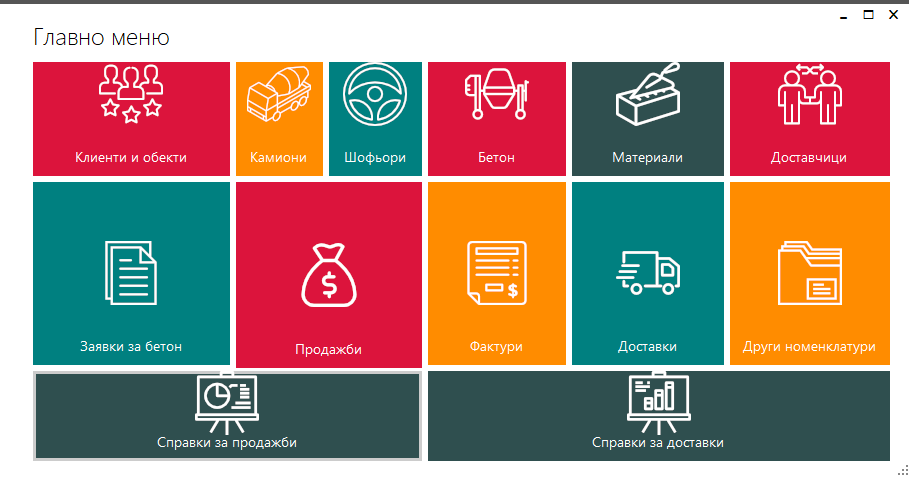 Главно меню
Клиенти и обекти
Камиони
Шофьори
Бетон
Материали
Доставчици
Заявки за бетон
Продажби
Фактури
Доставки
Други номенклатури
Справки за продажби
Справки за доставки